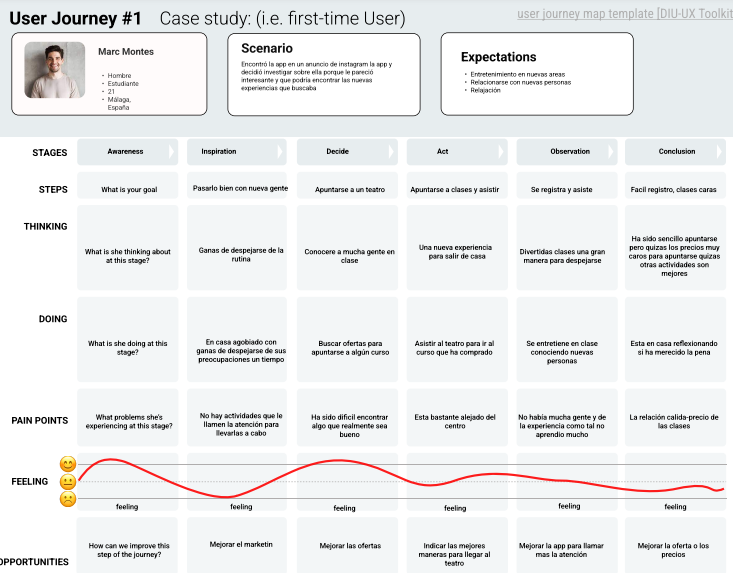 User Journey #1 Case study: (i.e. first-time User)
user journey map template [DIU-UX Toolkit
Marc Montes
• Hombre
• Estudiante
• 21
• Málaga,
España
Scenario
Encontró la app en un anuncio de instagram la app y
decidió investigar sobre ella porque le pareció
interesante y que podría encontrar las nuevas
experiencias que buscaba
Expectations
• Entretenimiento en nuevas areas
• Relacionarse con nuevas personas
• Relajación
STAGES
Awareness
Inspiration
Decide
Act
Observation
Conclusion
STEPS
What is your goal
Pasarlo bien con nueva gente
Apuntarse a un teatro
Apuntarse a clases y asistir
Se registra y asiste
Facil registro, clases caras
THINKING
What is she thinking about
at this stage?
Ganas de despejarse de la
rutina
Conocere a mucha gente en
clase
Una nueva experiencia
para salir de casa
Divertidas clases una gran
manera para despejarse
Ha sido sencillo apuntarse
pero quizas los precios muy
caros para apuntarse quizas
otras actividades son
mejores
DOING
What is she doing at this
stage?
En casa agobiado con
ganas de despejarse de sus
preocupaciones un tiempo
Buscar ofertas para
apuntarse a algún curso
Asistir al teatro para ir al
curso que ha comprado
Se entretiene en clase
conociendo nuevas
personas
Esta en casa reflexionando
si ha merecido la pena
PAIN POINTS
What problems she's
experiencing at this stage?
No hay actividades que le
llamen la atención para
llevarlas a cabo
Ha sido dificil encontrar
algo que realmente sea
bueno
Esta bastante alejado del
centro
No había mucha gente y de
la experiencia como tal no
aprendio mucho
La relación calida-precio de
las clases
FEELING
feeling
feeling
feeling
feeling
feeling
feeling
OPPORTUNITIES
How can we improve this
step of the journey?
Mejorar el marketin
Mejorar las ofertas
Indicar las mejores
maneras para llegar al
teatro
Mejorar la app para llamar
mas la atención
Mejorar la oferta o los
precios